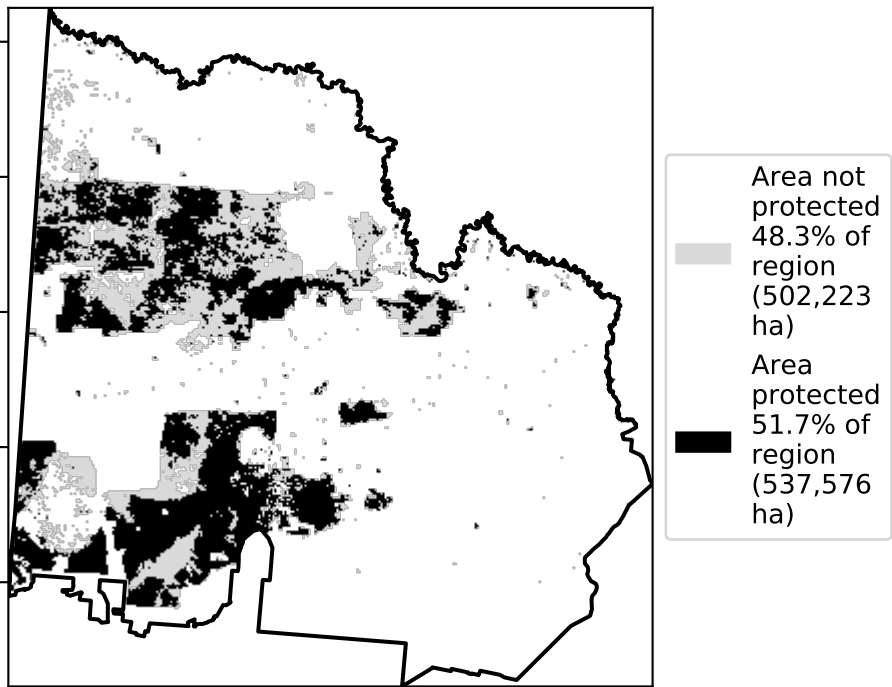 Area not
protected
48.3% of
region
(502,223
ha)
Area
protected
51.7% of
region
(537,576
ha)